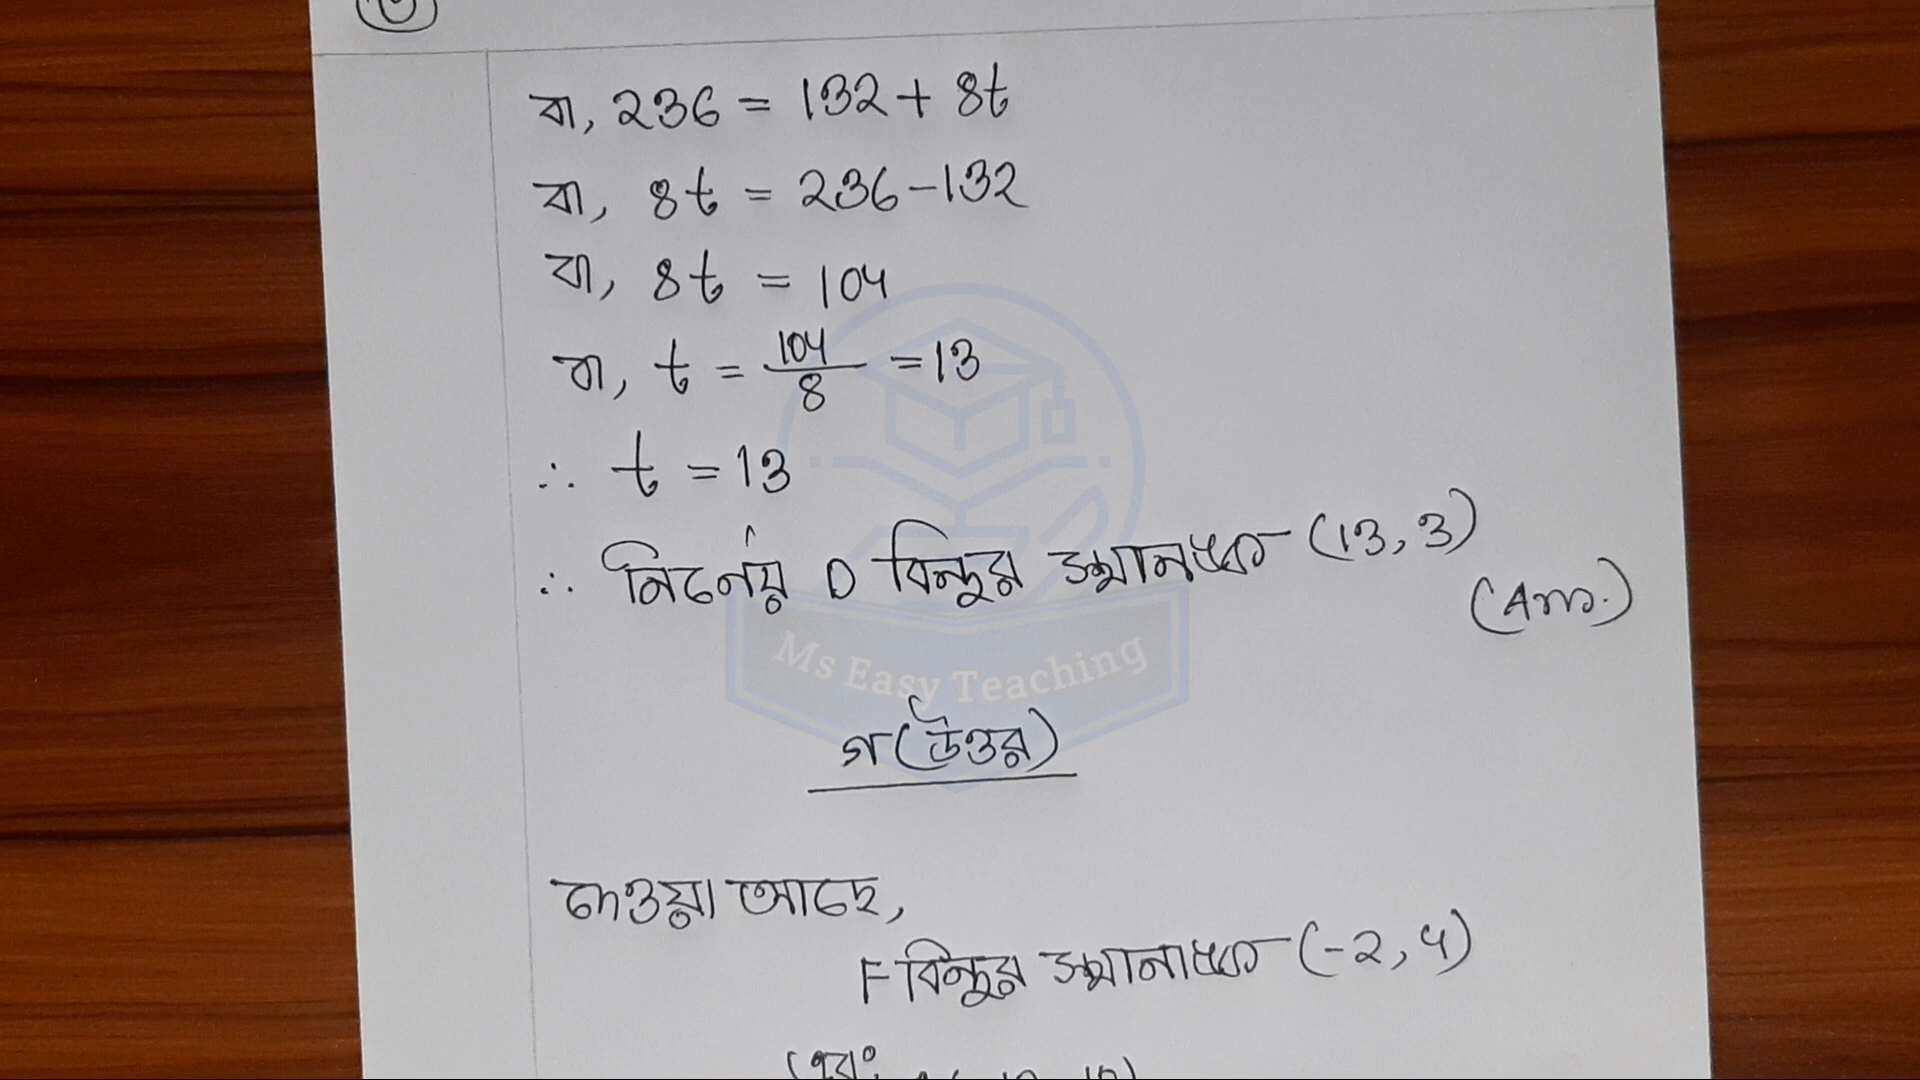 বা, 236 = 132 + 8t
বা, 8t = 236 - 132
বা, 8t = 104
বা, t = 104/8 = 13
∴ t = 13
∴ নির্ণেয় D বিন্দুর স্থানাঙ্ক (13, 3)
(Ans.)
Ms Easy Teaching
গ (উত্তর)
দেওয়া আছে,
F বিন্দুর স্থানাঙ্ক (-2, 4)